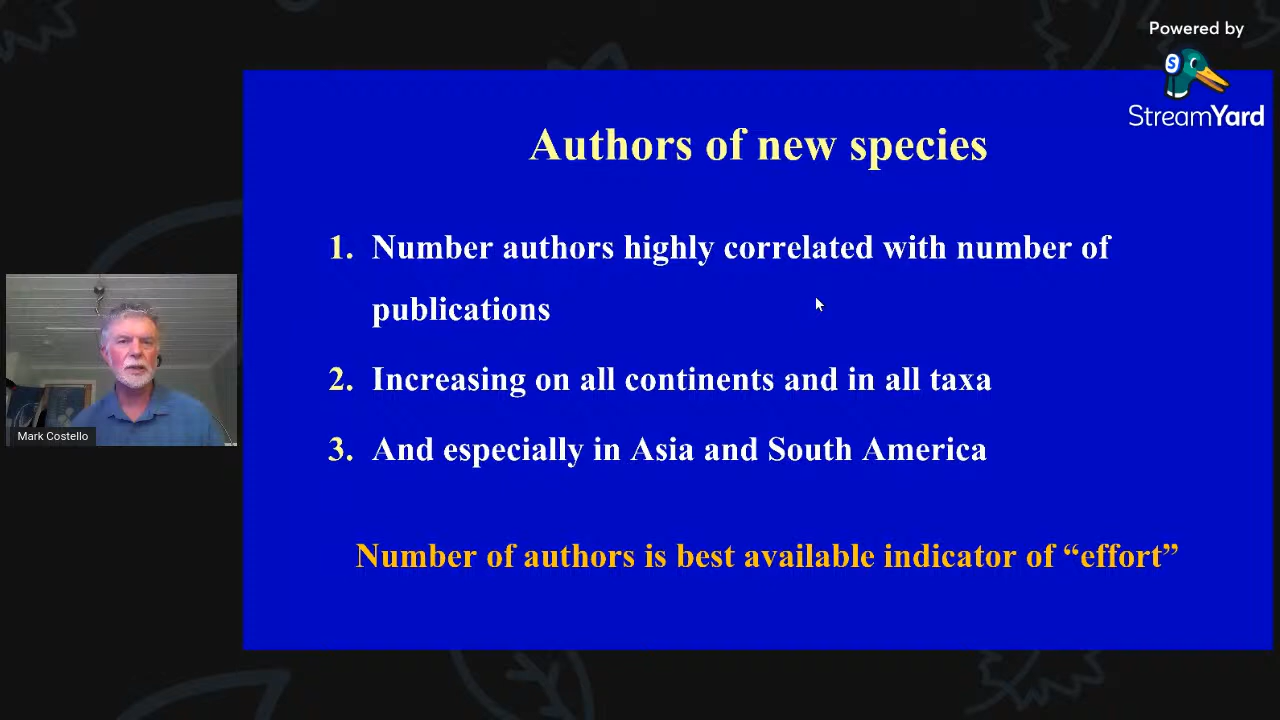 Powered by
S
StreamYard
Authors of new species
1. Number authors highly correlated with number of
publications
2. Increasing on all continents and in all taxa
3. And especially in Asia and South America
Number of authors is best available indicator of “effort”
Mark Costello